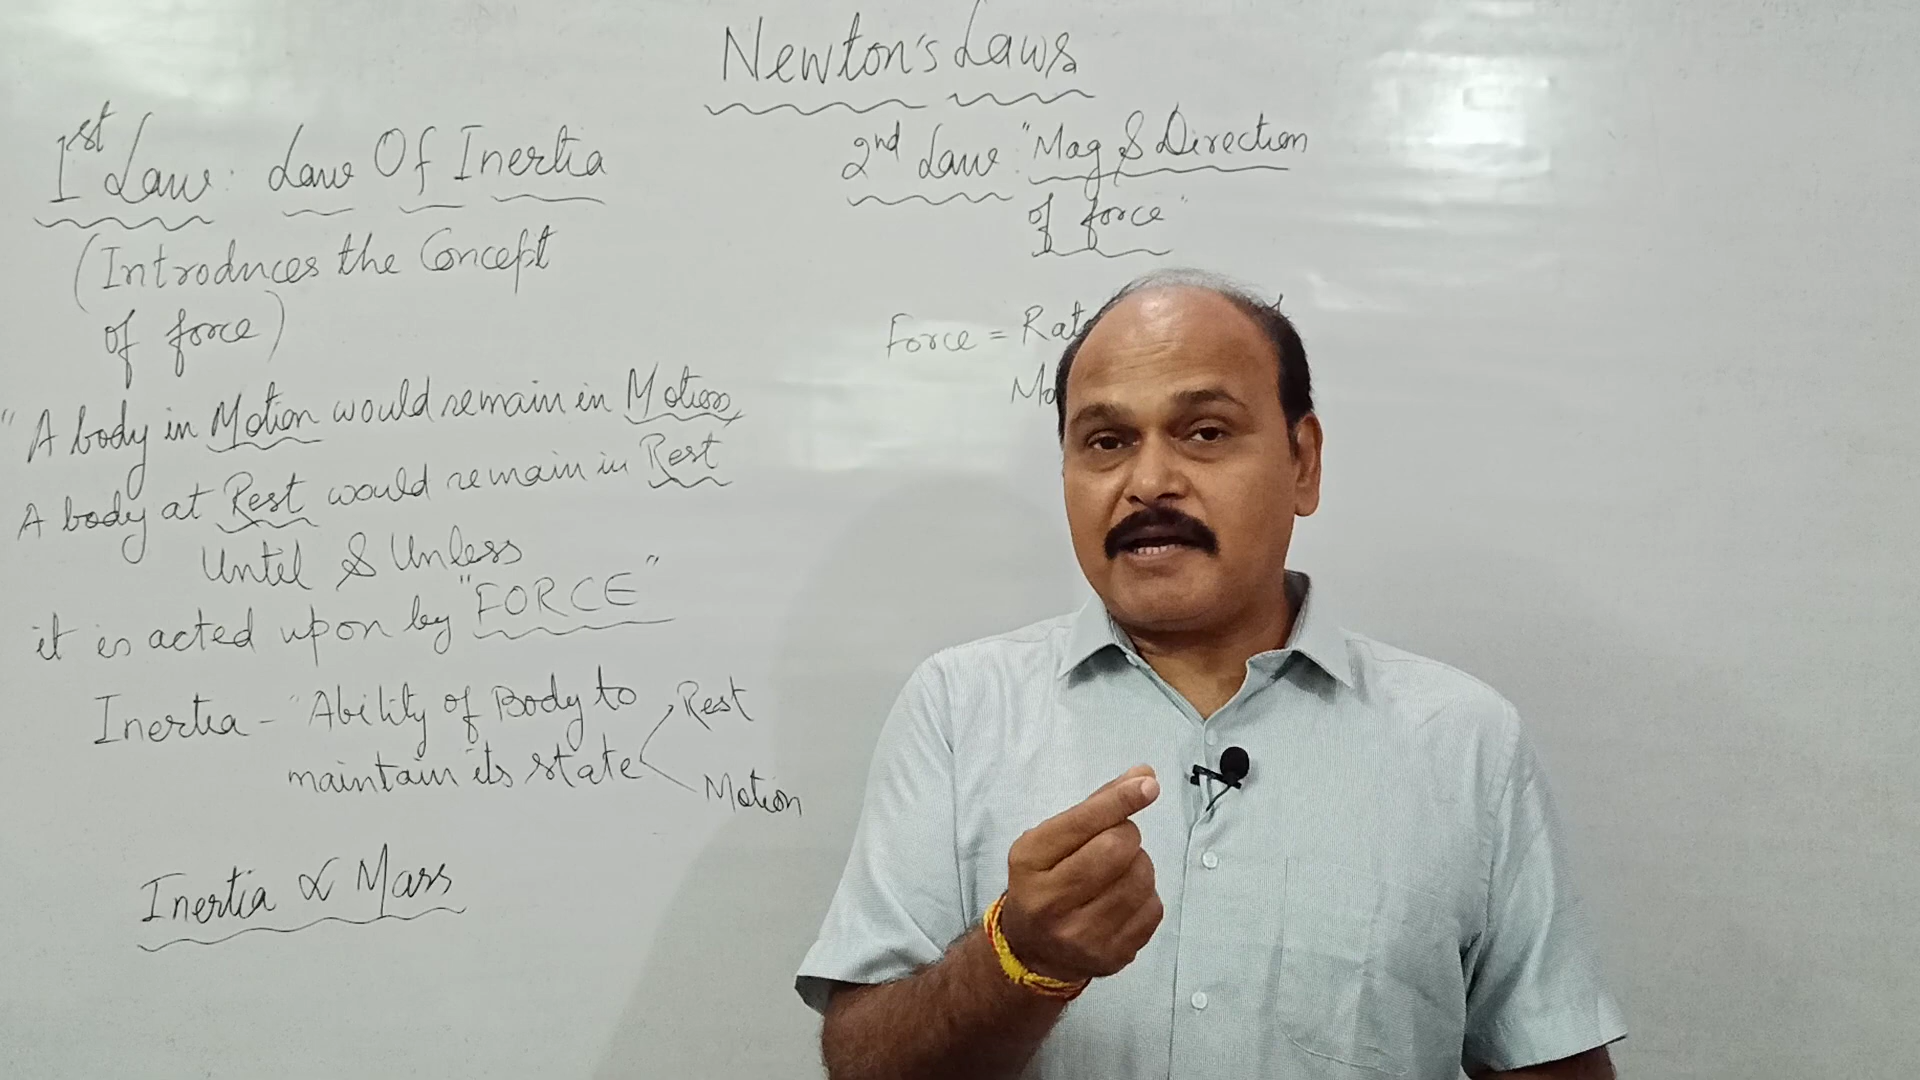 Newton's Laws
1st Law: Law Of Inertia
(Introduces the Concept
of force)
"A body in Motion would remain in Motion,
A body at Rest would remain in Rest
Until & Unless
it is acted upon by "FORCE"
Inertia - "Ability of Body to
maintain its state
Rest
Motion
Inertia ∝ Mass
2nd Law: "Mag & Direction
of force"
Force =